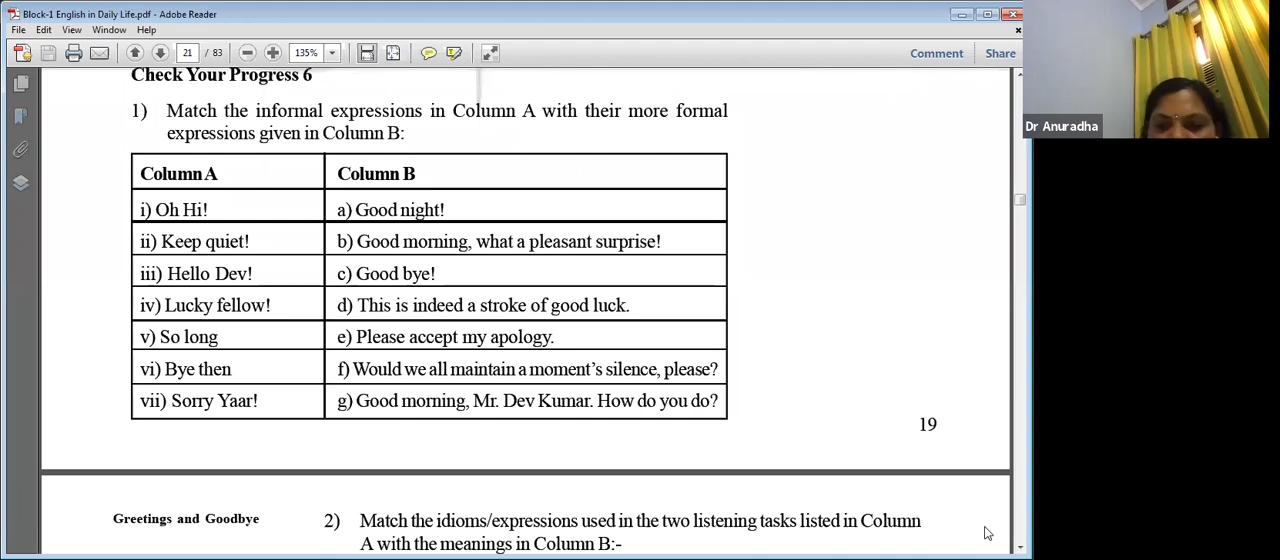 Block-1 English in Daily Life.pdf - Adobe Reader
File Edit View Window Help
21 / 83 135% Comment Share
Check Your Progress 6
1) Match the informal expressions in Column A with their more formal
expressions given in Column B:
Column A Column B
i) Oh Hi! a) Good night!
ii) Keep quiet! b) Good morning, what a pleasant surprise!
iii) Hello Dev! c) Good bye!
iv) Lucky fellow! d) This is indeed a stroke of good luck.
v) So long e) Please accept my apology.
vi) Bye then f) Would we all maintain a moment's silence, please?
vii) Sorry Yaar! g) Good morning, Mr. Dev Kumar. How do you do?
19
Greetings and Goodbye
2) Match the idioms/expressions used in the two listening tasks listed in Column
A with the meanings in Column B:-
Dr Anuradha